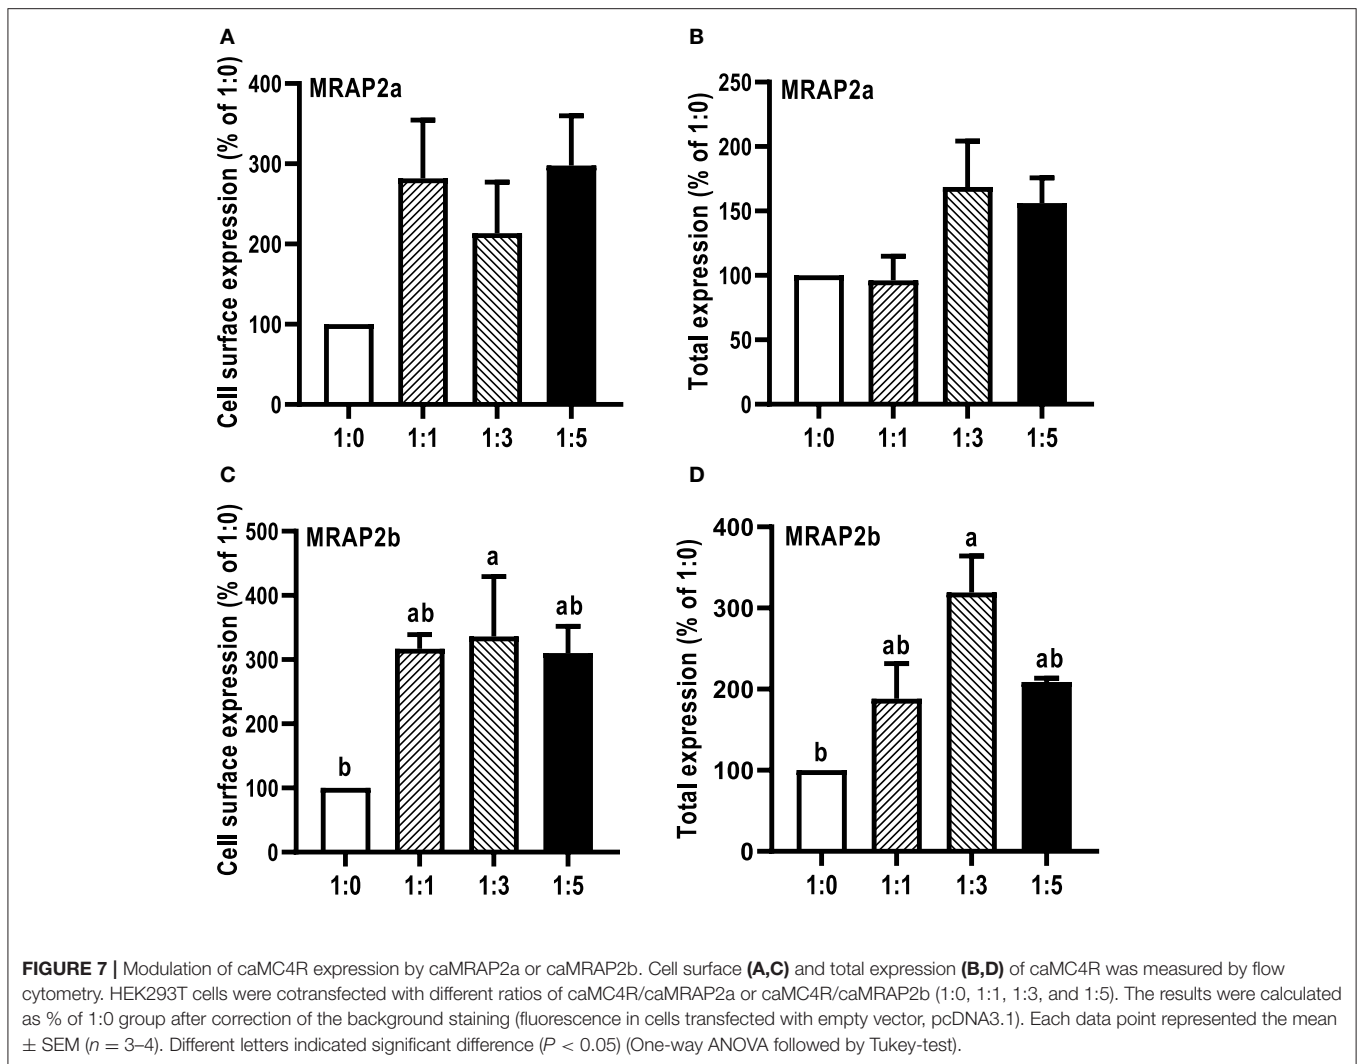 A
Cell surface expression (% of 1:0)
MRAP2a
400
300
200
100
0
1:0 1:1 1:3 1:5
B
Total expression (% of 1:0)
MRAP2a
250
200
150
100
50
0
1:0 1:1 1:3 1:5
C
Cell surface expression (% of 1:0)
MRAP2b
500
400
300
200
100
0
b ab a ab
1:0 1:1 1:3 1:5
D
Total expression (% of 1:0)
MRAP2b
400
300
200
100
0
b ab a ab
1:0 1:1 1:3 1:5
FIGURE 7 | Modulation of caMC4R expression by caMRAP2a or caMRAP2b. Cell surface (A,C) and total expression (B,D) of caMC4R was measured by flow
cytometry. HEK293T cells were cotransfected with different ratios of caMC4R/caMRAP2a or caMC4R/caMRAP2b (1:0, 1:1, 1:3, and 1:5). The results were calculated
as % of 1:0 group after correction of the background staining (fluorescence in cells transfected with empty vector, pcDNA3.1). Each data point represented the mean
± SEM (n = 3–4). Different letters indicated significant difference (P < 0.05) (One-way ANOVA followed by Tukey-test).